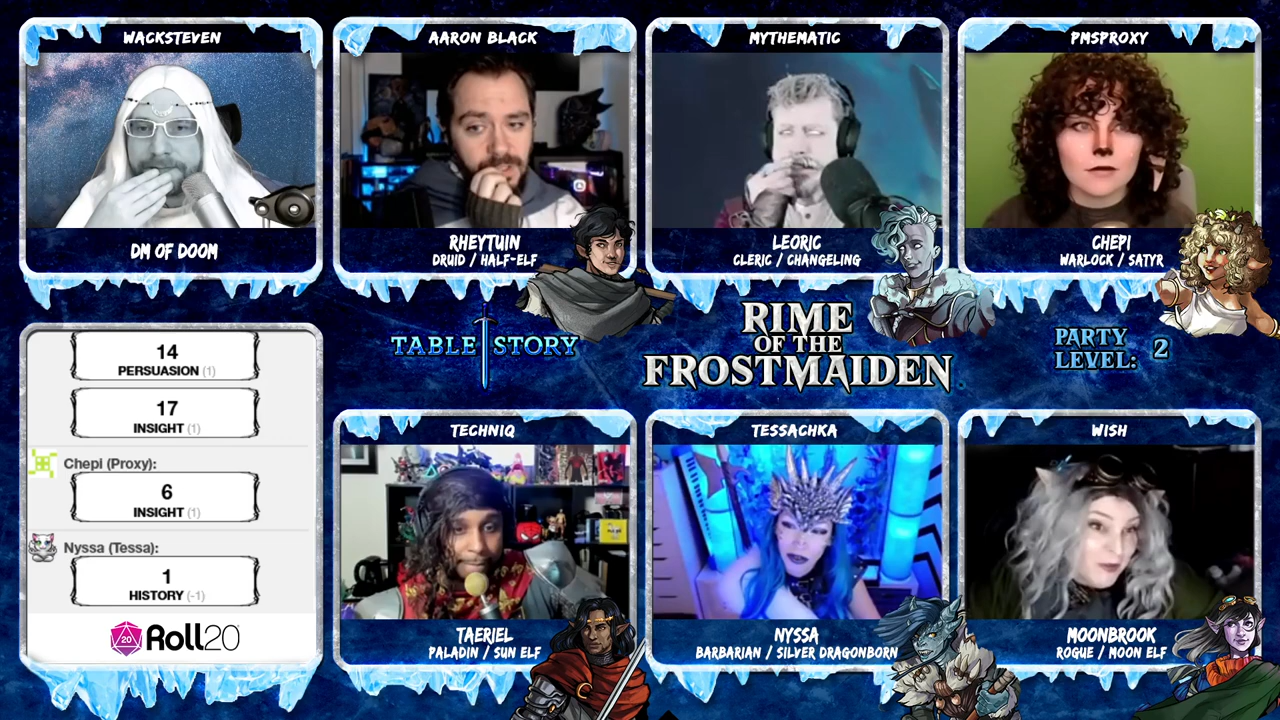 WACKSTEVEN
DM OF DOOM
AARON BLACK
RHEYTUIN
DRUID / HALF-ELF
MYTHEMATIC
LEORIC
CLERIC / CHANGELING
PMSPROXY
CHEPI
WARLOCK / SATYR
14
PERSUASION (1)
17
INSIGHT (1)
Chepi (Proxy):
6
INSIGHT (1)
Nyssa (Tessa):
1
HISTORY (-1)
20
Roll20
TABLE STORY
RIME
OF THE
FROSTMAIDEN
PARTY
LEVEL: 2
TECHNIQ
TAERIEL
PALADIN / SUN ELF
TESSACHKA
NYSSA
BARBARIAN / SILVER DRAGONBORN
WISH
MOONBROOK
ROGUE / MOON ELF